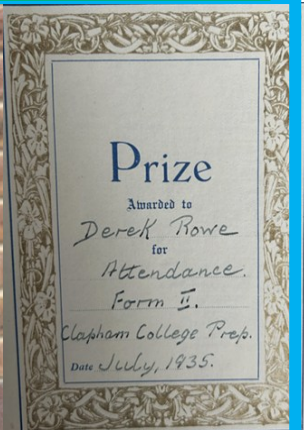 Prize
Awarded to
Derek Rowe
for
Attendance.
Form II.
Clapham College Prep.
Date July, 1935.